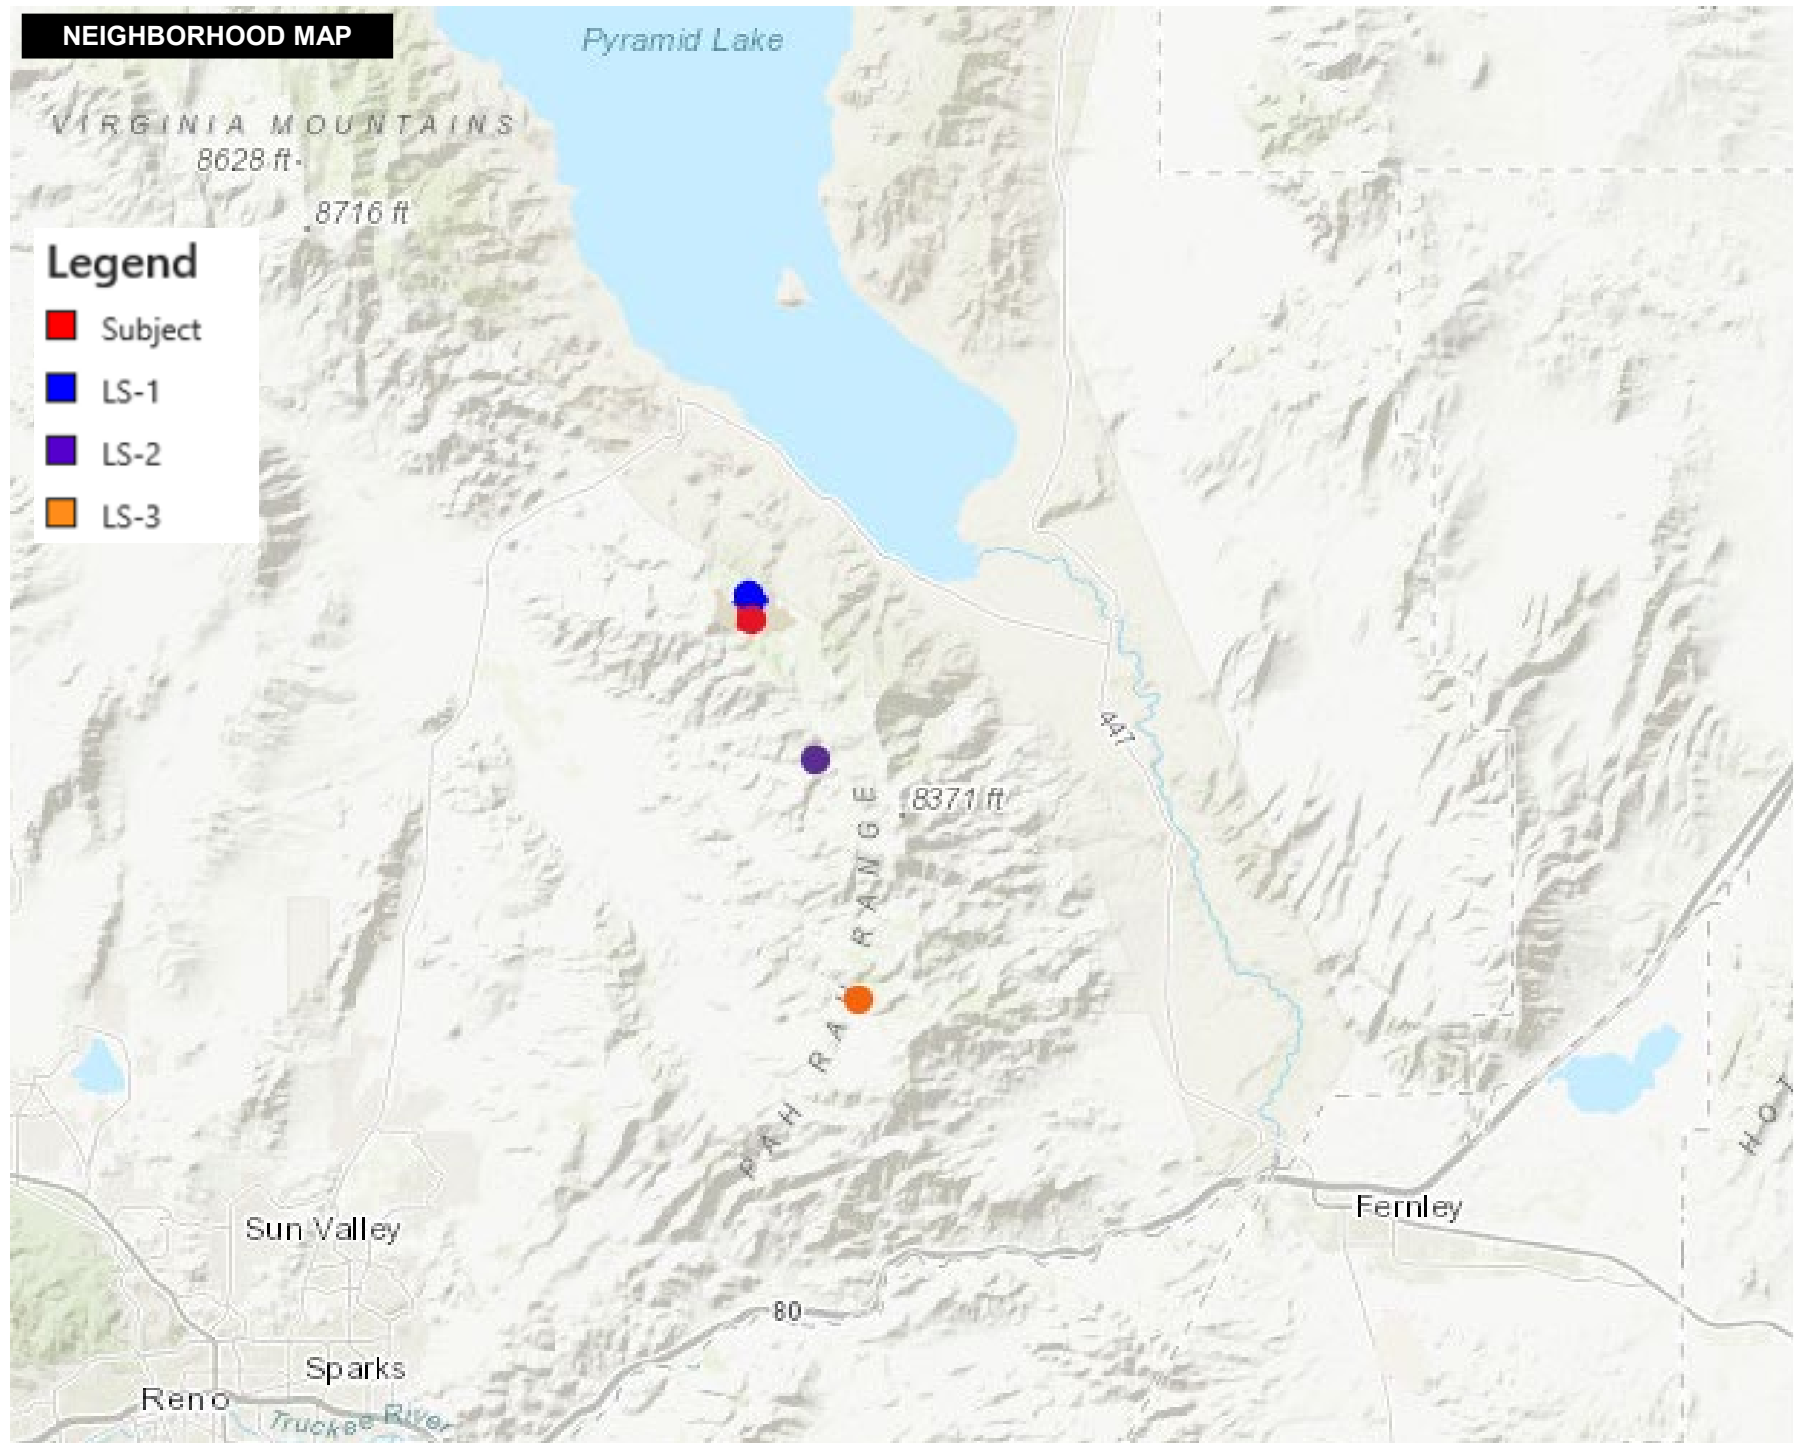 NEIGHBORHOOD MAP
Pyramid Lake
VIRGINIA MOUNTAINS
8628 ft
8716 ft
Legend
Subject
LS-1
LS-2
LS-3
447
8371 ft
PAH RAH RANGE
HOT
Sun Valley
Fernley
80
Sparks
Reno
Truckee River